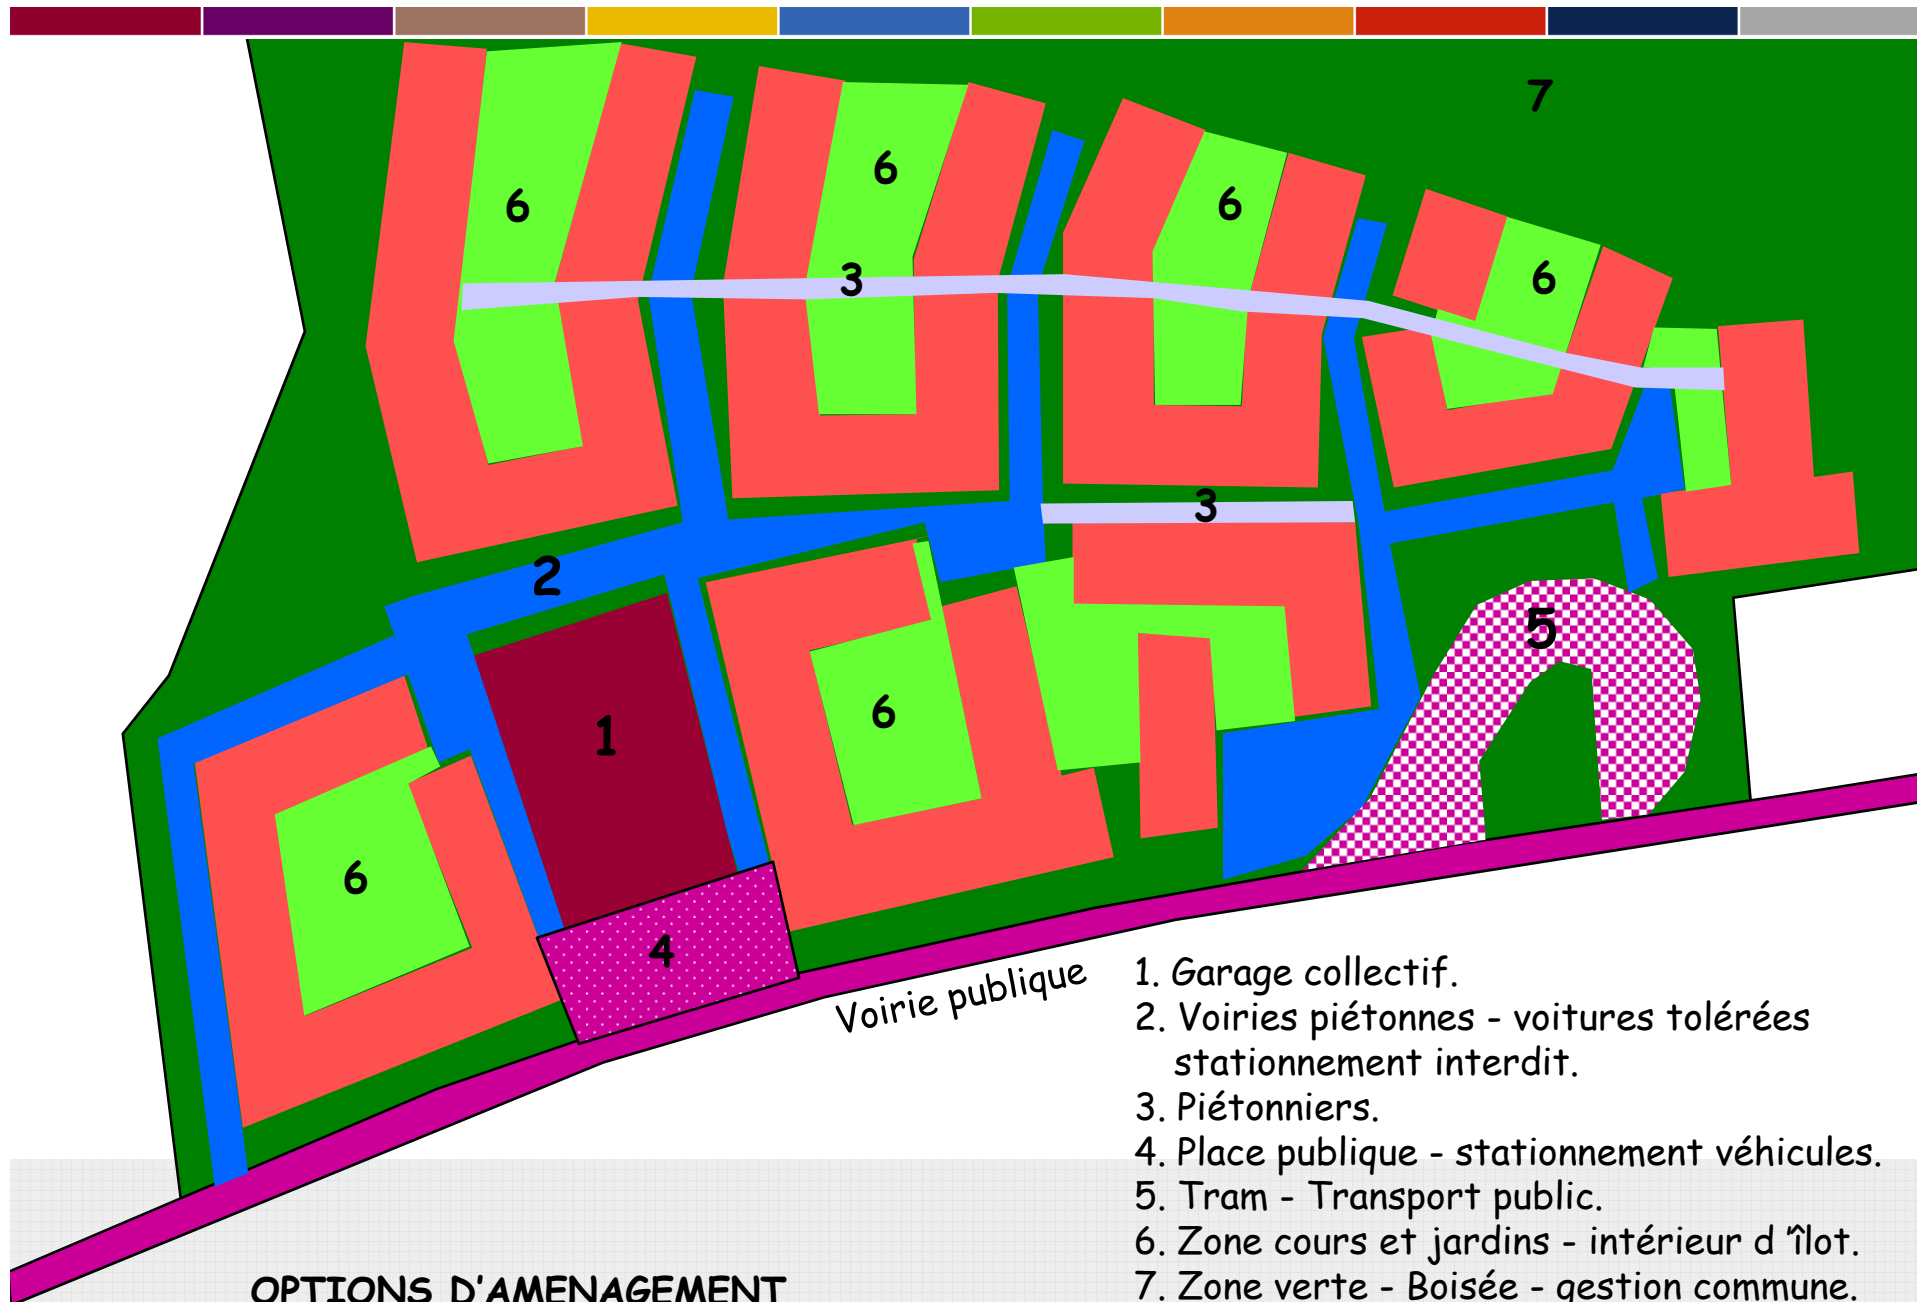 7
6
6
6
6
3
3
2
5
1
6
6
4
Voirie publique
1. Garage collectif.
2. Voiries piétonnes - voitures tolérées
stationnement interdit.
3. Piétonniers.
4. Place publique - stationnement véhicules.
5. Tram - Transport public.
6. Zone cours et jardins - intérieur d 'îlot.
7. Zone verte - Boisée - gestion commune.
OPTIONS D'AMENAGEMENT